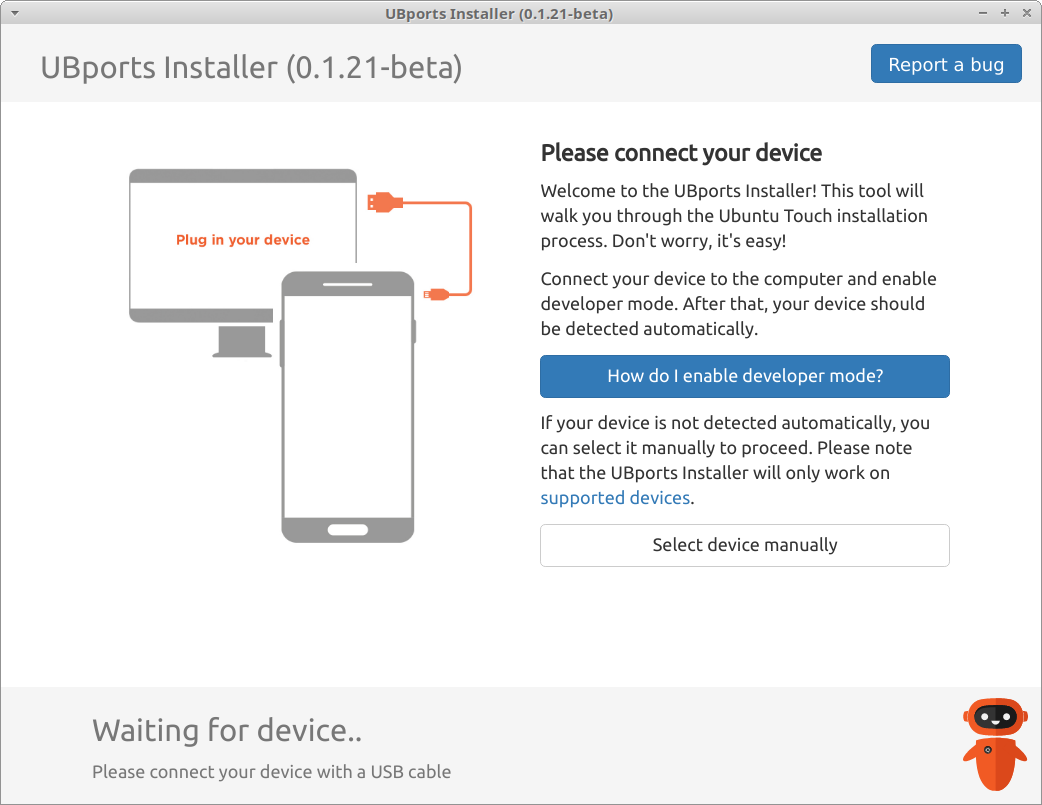 UBports Installer (0.1.21-beta)
UBports Installer (0.1.21-beta)
Report a bug
Plug in your device
Please connect your device
Welcome to the UBports Installer! This tool will
walk you through the Ubuntu Touch installation
process. Don't worry, it's easy!
Connect your device to the computer and enable
developer mode. After that, your device should
be detected automatically.
How do I enable developer mode?
If your device is not detected automatically, you
can select it manually to proceed. Please note
that the UBports Installer will only work on
supported devices.
Select device manually
Waiting for device..
Please connect your device with a USB cable